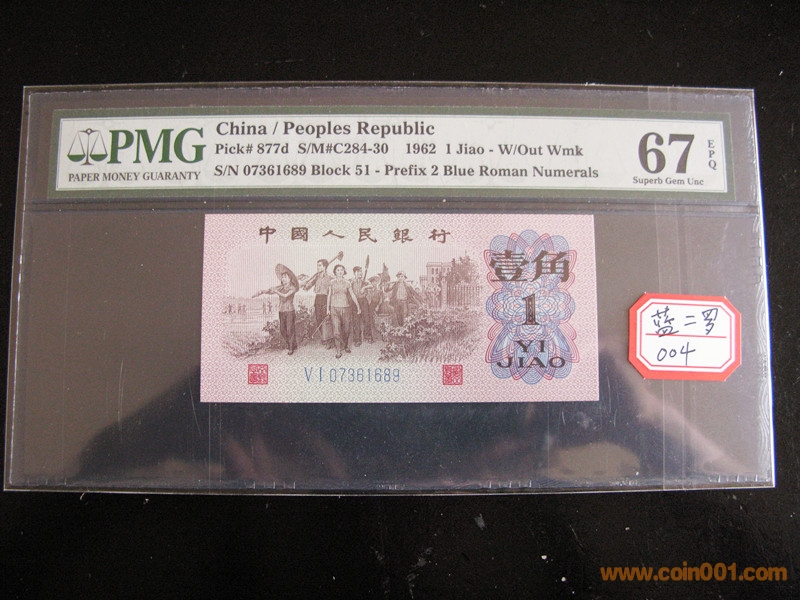 PMG
PAPER MONEY GUARANTY
China / Peoples Republic
Pick# 877d S/M#C284-30 1962 1 Jiao - W/Out Wmk
S/N 07361689 Block 51 - Prefix 2 Blue Roman Numerals
67 EPQ
Superb Gem Unc
中國人民銀行
壹角
1
YI
JIAO
VI 07361689
蓝二罗
004
www.coin001.com